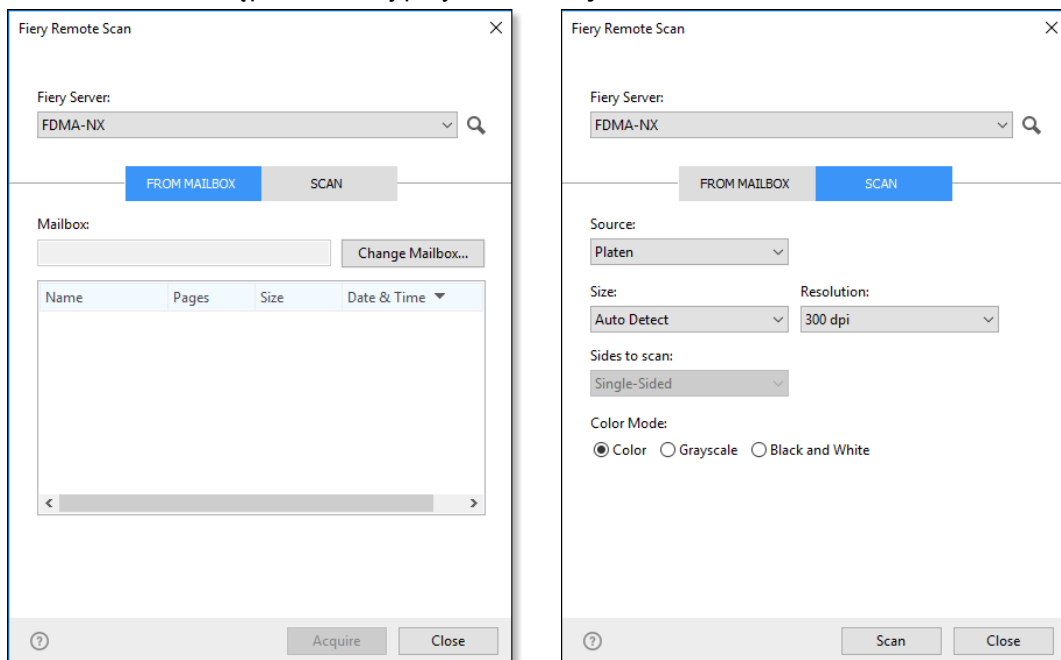 Fiery Remote Scan
Fiery Server:
FDMA-NX
FROM MAILBOX SCAN
Mailbox:
Change Mailbox...
Name Pages Size Date & Time
Acquire Close
Fiery Remote Scan
Fiery Server:
FDMA-NX
FROM MAILBOX SCAN
Source:
Platen
Size: Resolution:
Auto Detect 300 dpi
Sides to scan:
Single-Sided
Color Mode:
Color Grayscale Black and White
Scan Close